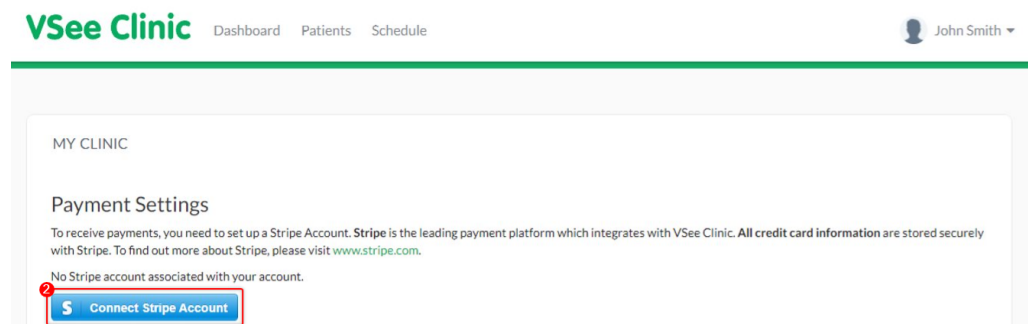 VSee Clinic Dashboard Patients Schedule John Smith
MY CLINIC
Payment Settings
To receive payments, you need to set up a Stripe Account. Stripe is the leading payment platform which integrates with VSee Clinic. All credit card information are stored securely
with Stripe. To find out more about Stripe, please visit www.stripe.com.
No Stripe account associated with your account.
2
S Connect Stripe Account